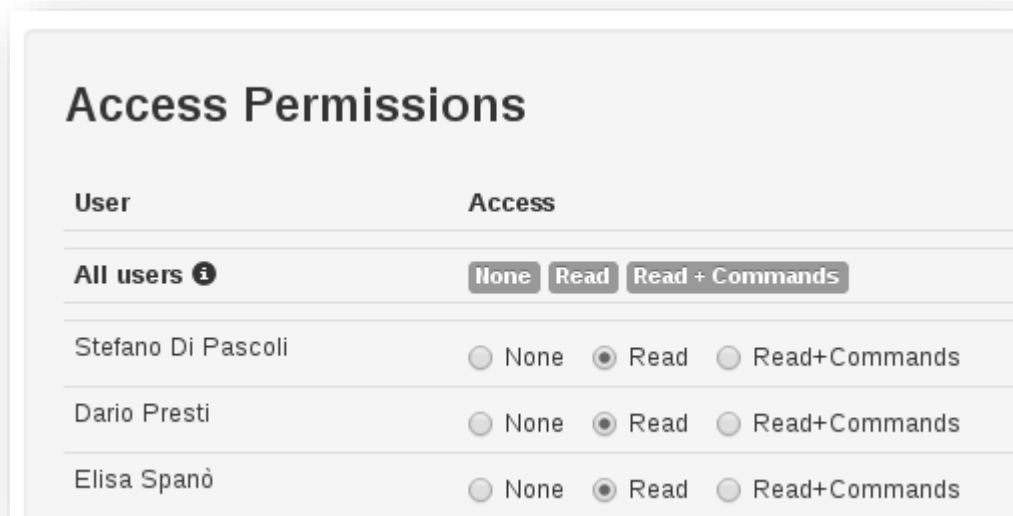 Access Permissions
User Access
All users None Read Read + Commands
Stefano Di Pascoli None Read Read+Commands
Dario Presti None Read Read+Commands
Elisa Spanò None Read Read+Commands